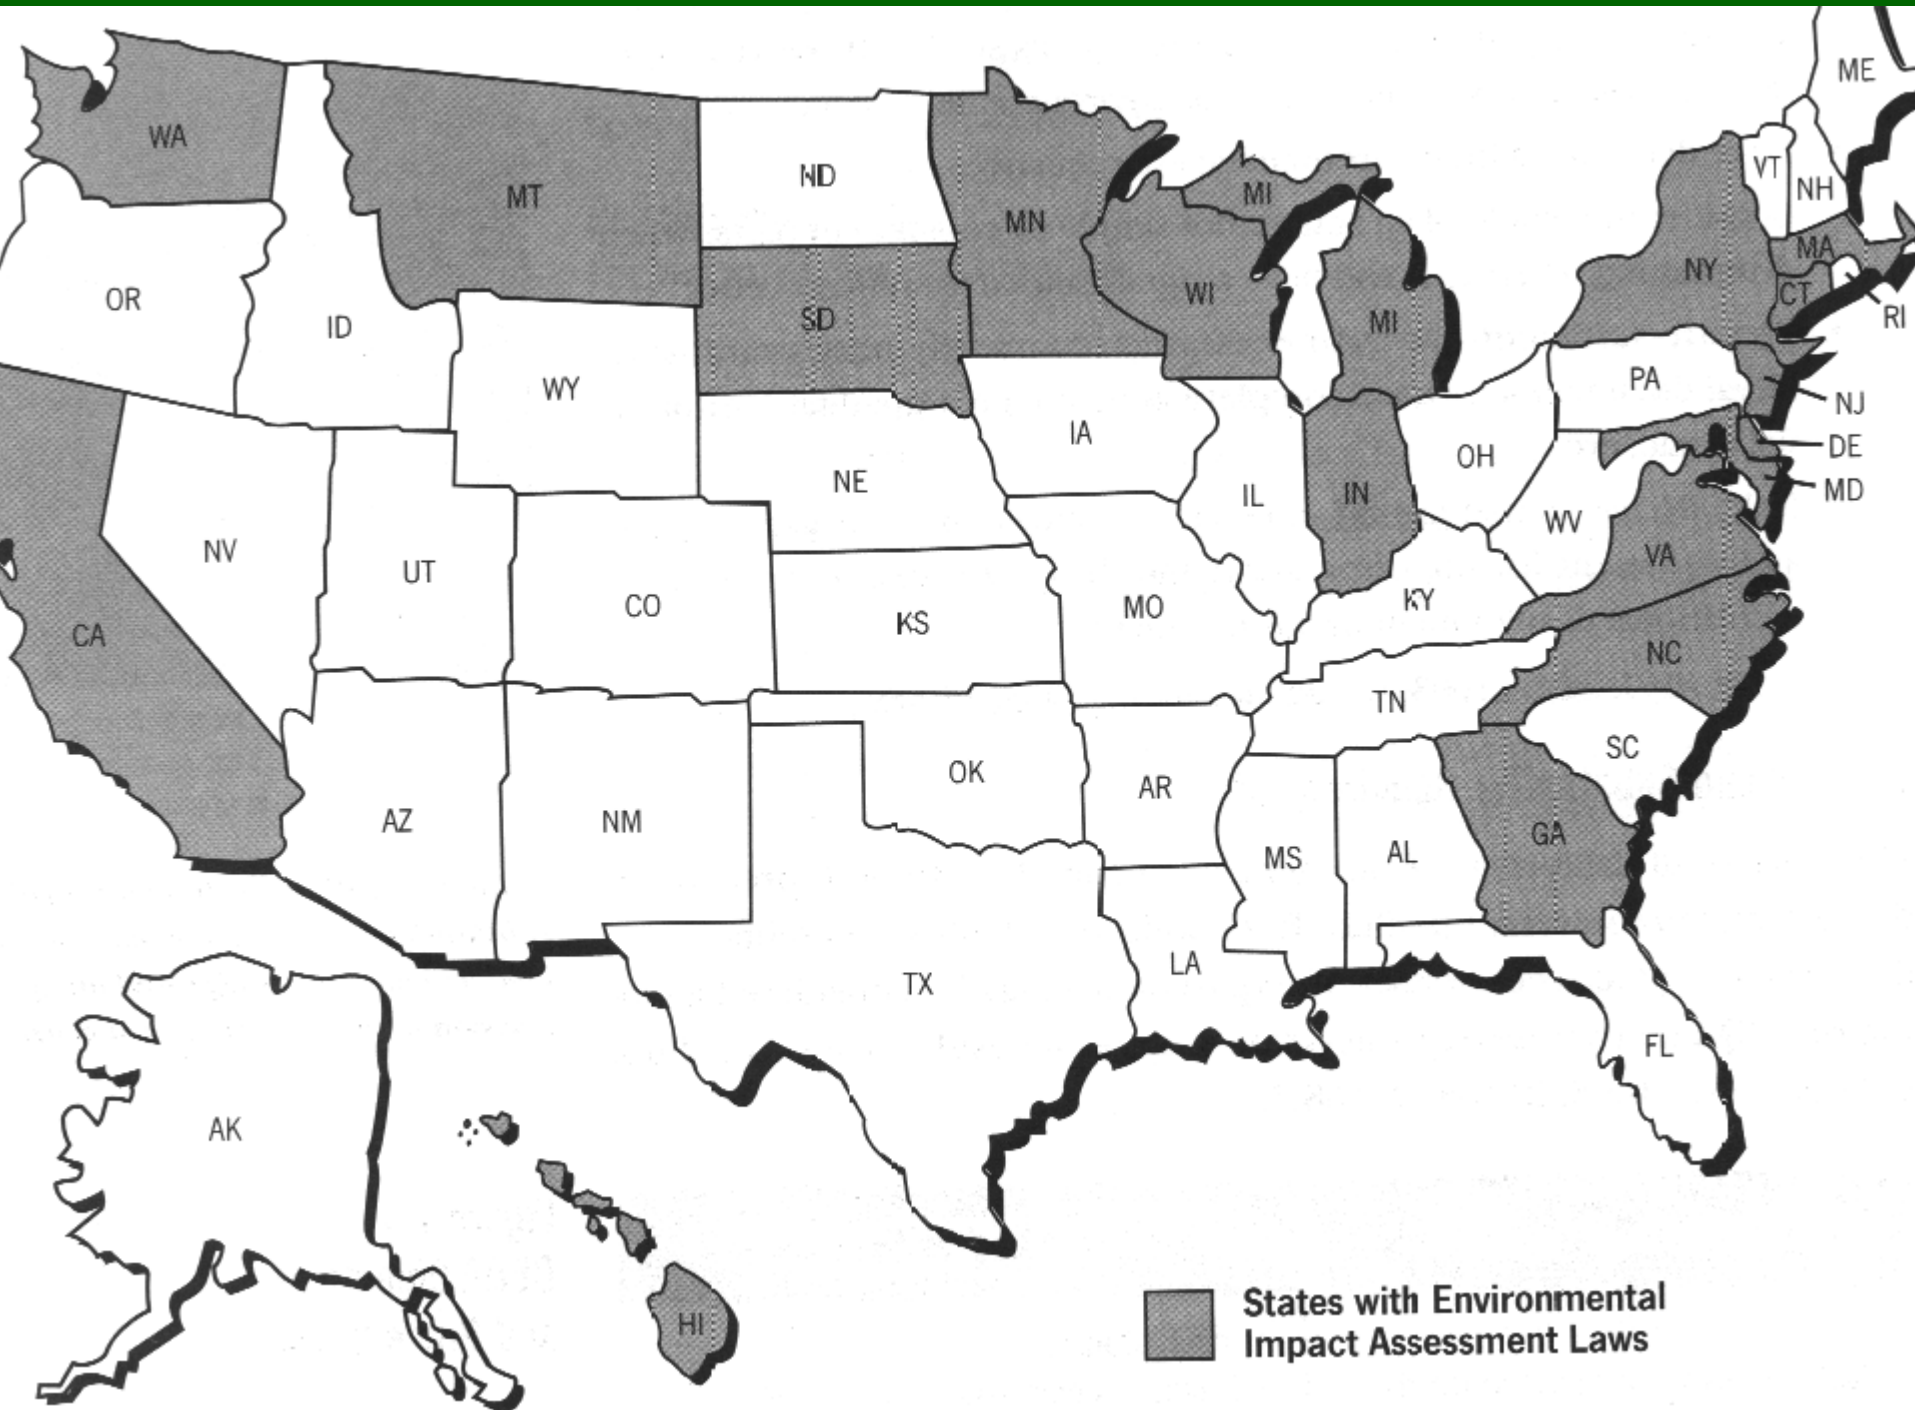 ME
WA
VT
ND
NH
MT
MI
MN
MA
NY
WI
CT
OR
SD
MI
RI
ID
PA
WY
NJ
IA
DE
OH
NE
MD
IL
IN
WV
NV
VA
UT
CO
MO
KY
KS
CA
NC
TN
SC
OK
AR
AZ
NM
GA
MS
AL
LA
TX
FL
AK
States with Environmental
HI
Impact Assessment Laws